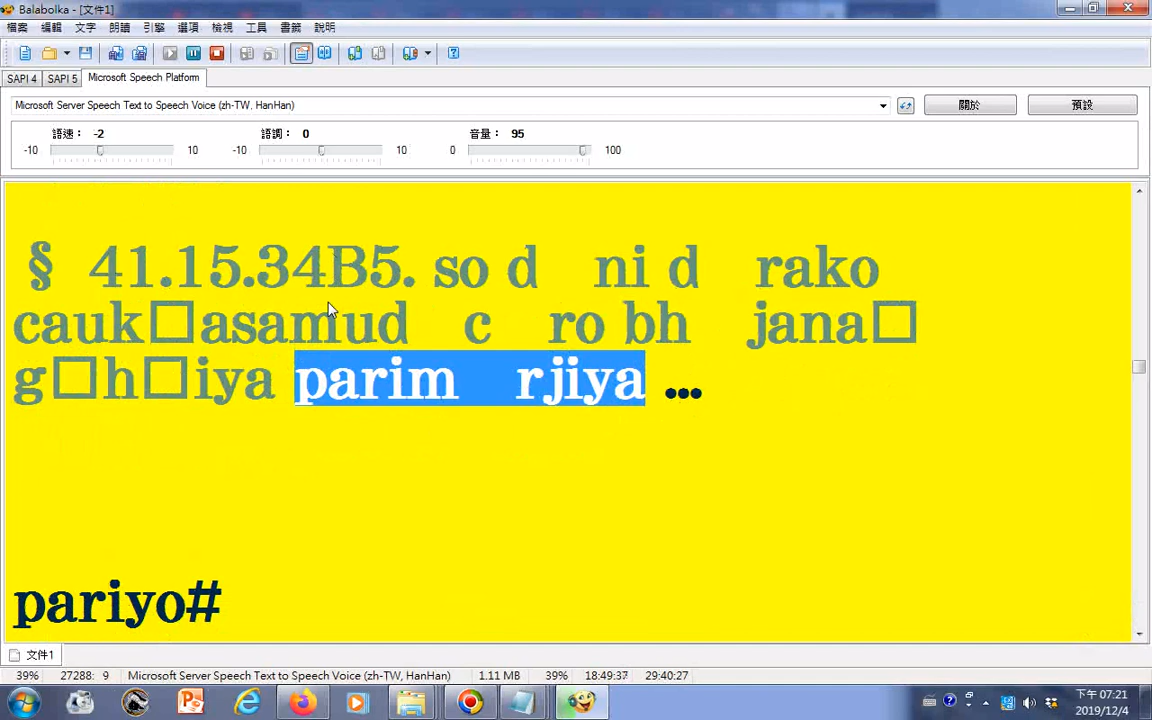 Balabolka - [文件1]
檔案 編輯 文字 朗讀 引擎 選項 檢視 工具 書籤 說明
SAPI 4 SAPI 5 Microsoft Speech Platform
Microsoft Server Speech Text to Speech Voice (zh-TW, HanHan) 關於 預設
語速： -2 語調： 0 音量： 95
-10 10 -10 10 0 100
§ 41.15.34B5. so d ni d rako
cauk□asamud c ro bh jana□
g□h□iya parim rjiya ...
pariyo#
文件1
39% 27288: 9 Microsoft Server Speech Text to Speech Voice (zh-TW, HanHan) 1.11 MB 39% 18:49:37 29:40:27
下午 07:21
2019/12/4